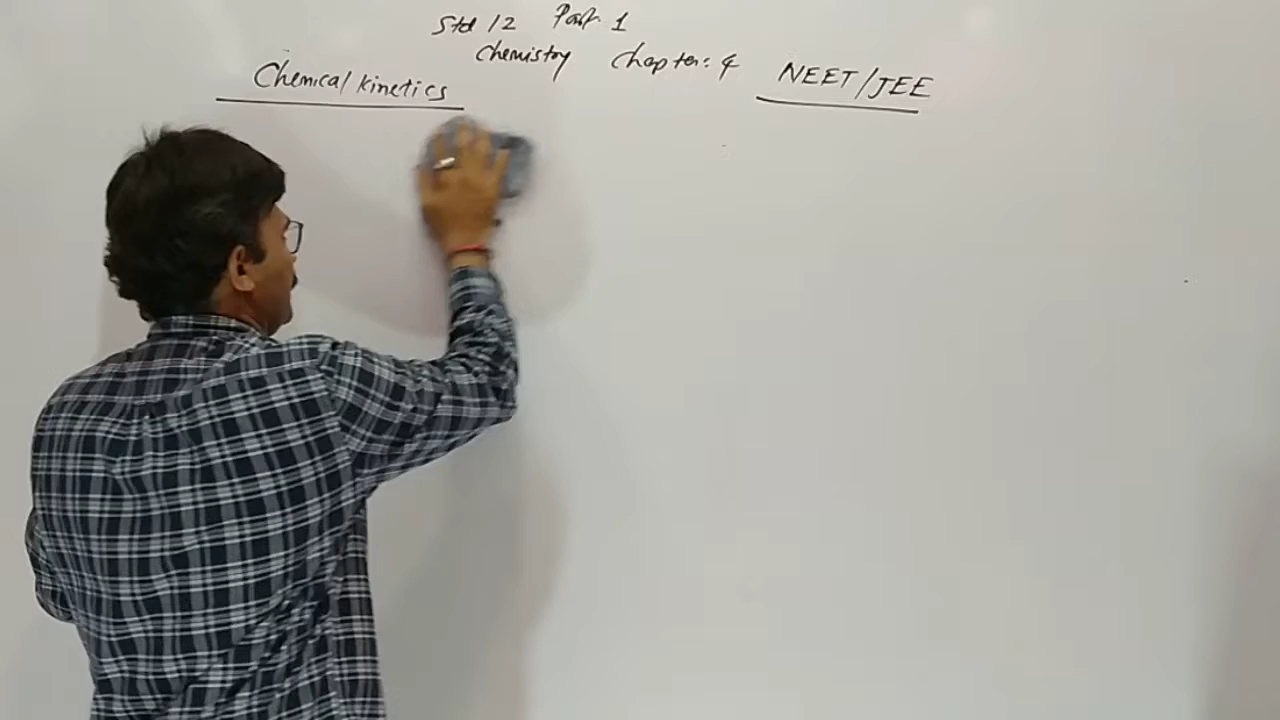 Std 12 Part. 1
Chemistry Chapter: 4
Chemical kinetics
NEET/JEE